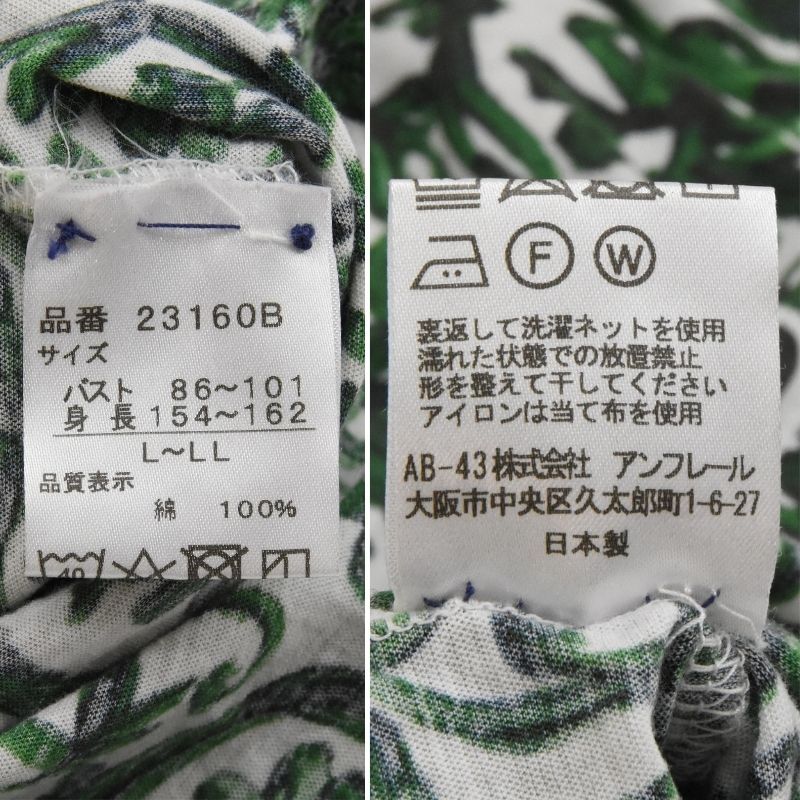 品番 23160B
サイズ
バスト 86～101
身長 154～162
L～LL
品質表示
綿 100%
40
F W
裏返して洗濯ネットを使用
濡れた状態での放置禁止
形を整えて干してください
アイロンは当て布を使用
AB-43株式会社 アンフレール
大阪市中央区久太郎町1-6-27
日本製